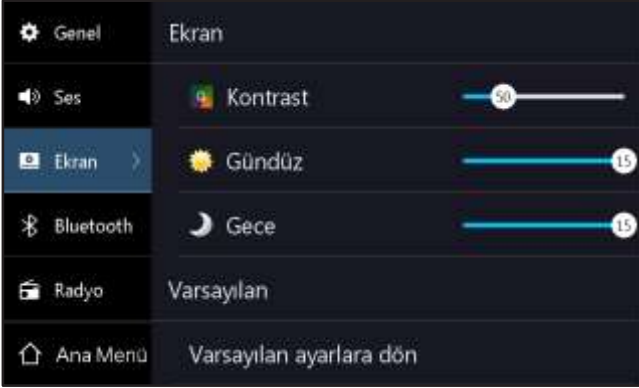 Genel
Ses
Ekran
Bluetooth
Radyo
Ana Menü
Ekran
Kontrast 50
Gündüz 15
Gece 15
Varsayılan
Varsayılan ayarlara dön